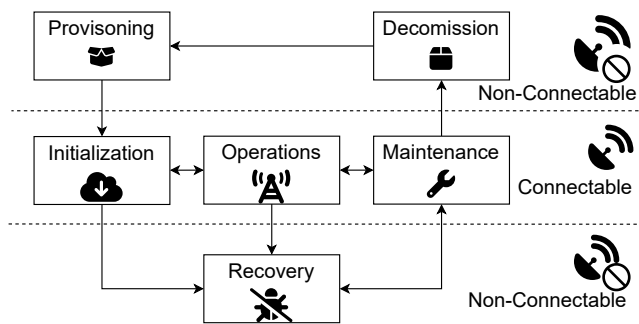 Provisoning
Decomission
Non-Connectable
Initialization
Operations
Maintenance
Connectable
Recovery
Non-Connectable